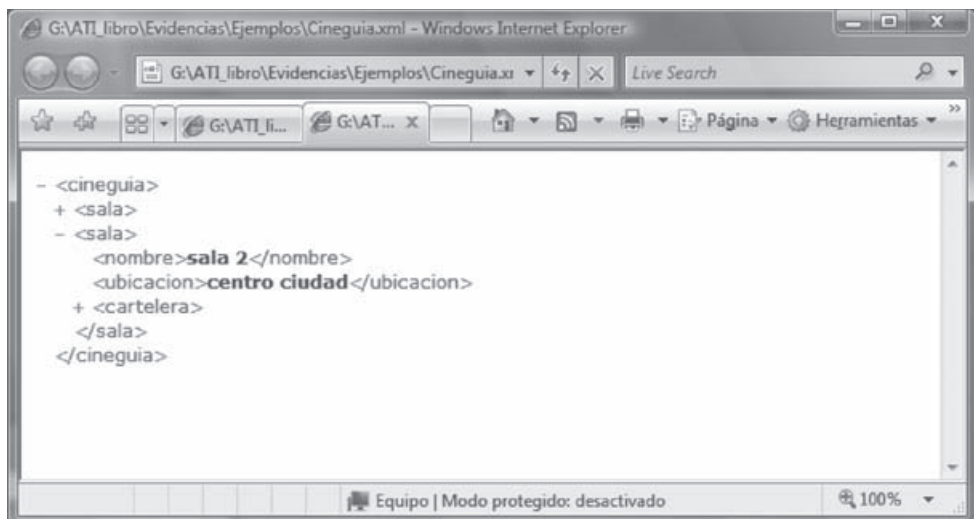 G:\ATI_libro\Evidencias\Ejemplos\Cineguia.xml - Windows Internet Explorer
G:\ATI_libro\Evidencias\Ejemplos\Cineguia.xı
Live Search
G:\ATI_li...
G:\AT...
Página
Herramientas
- <cineguia>
+ <sala>
- <sala>
<nombre>sala 2</nombre>
<ubicacion>centro ciudad</ubicacion>
+ <cartelera>
</sala>
</cineguia>
Equipo | Modo protegido: desactivado
100%